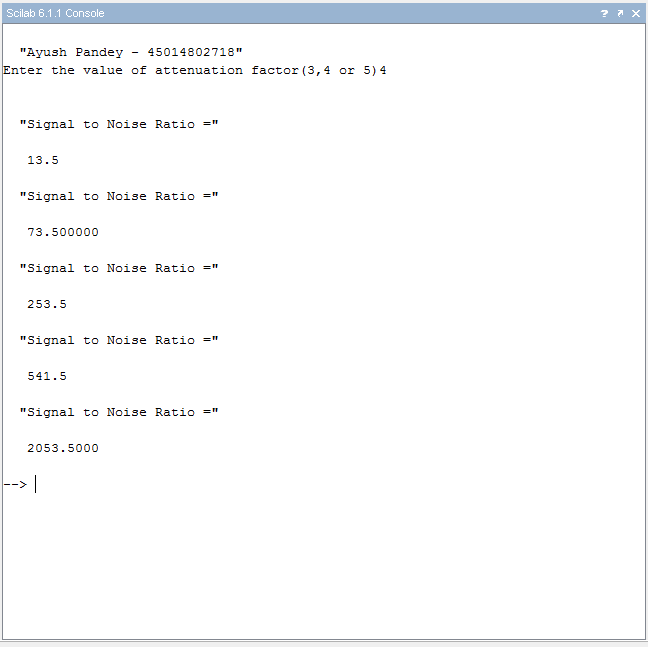 Scilab 6.1.1 Console
"Ayush Pandey - 45014802718"
Enter the value of attenuation factor(3,4 or 5)4
"Signal to Noise Ratio ="
13.5
"Signal to Noise Ratio ="
73.500000
"Signal to Noise Ratio ="
253.5
"Signal to Noise Ratio ="
541.5
"Signal to Noise Ratio ="
2053.5000
-->